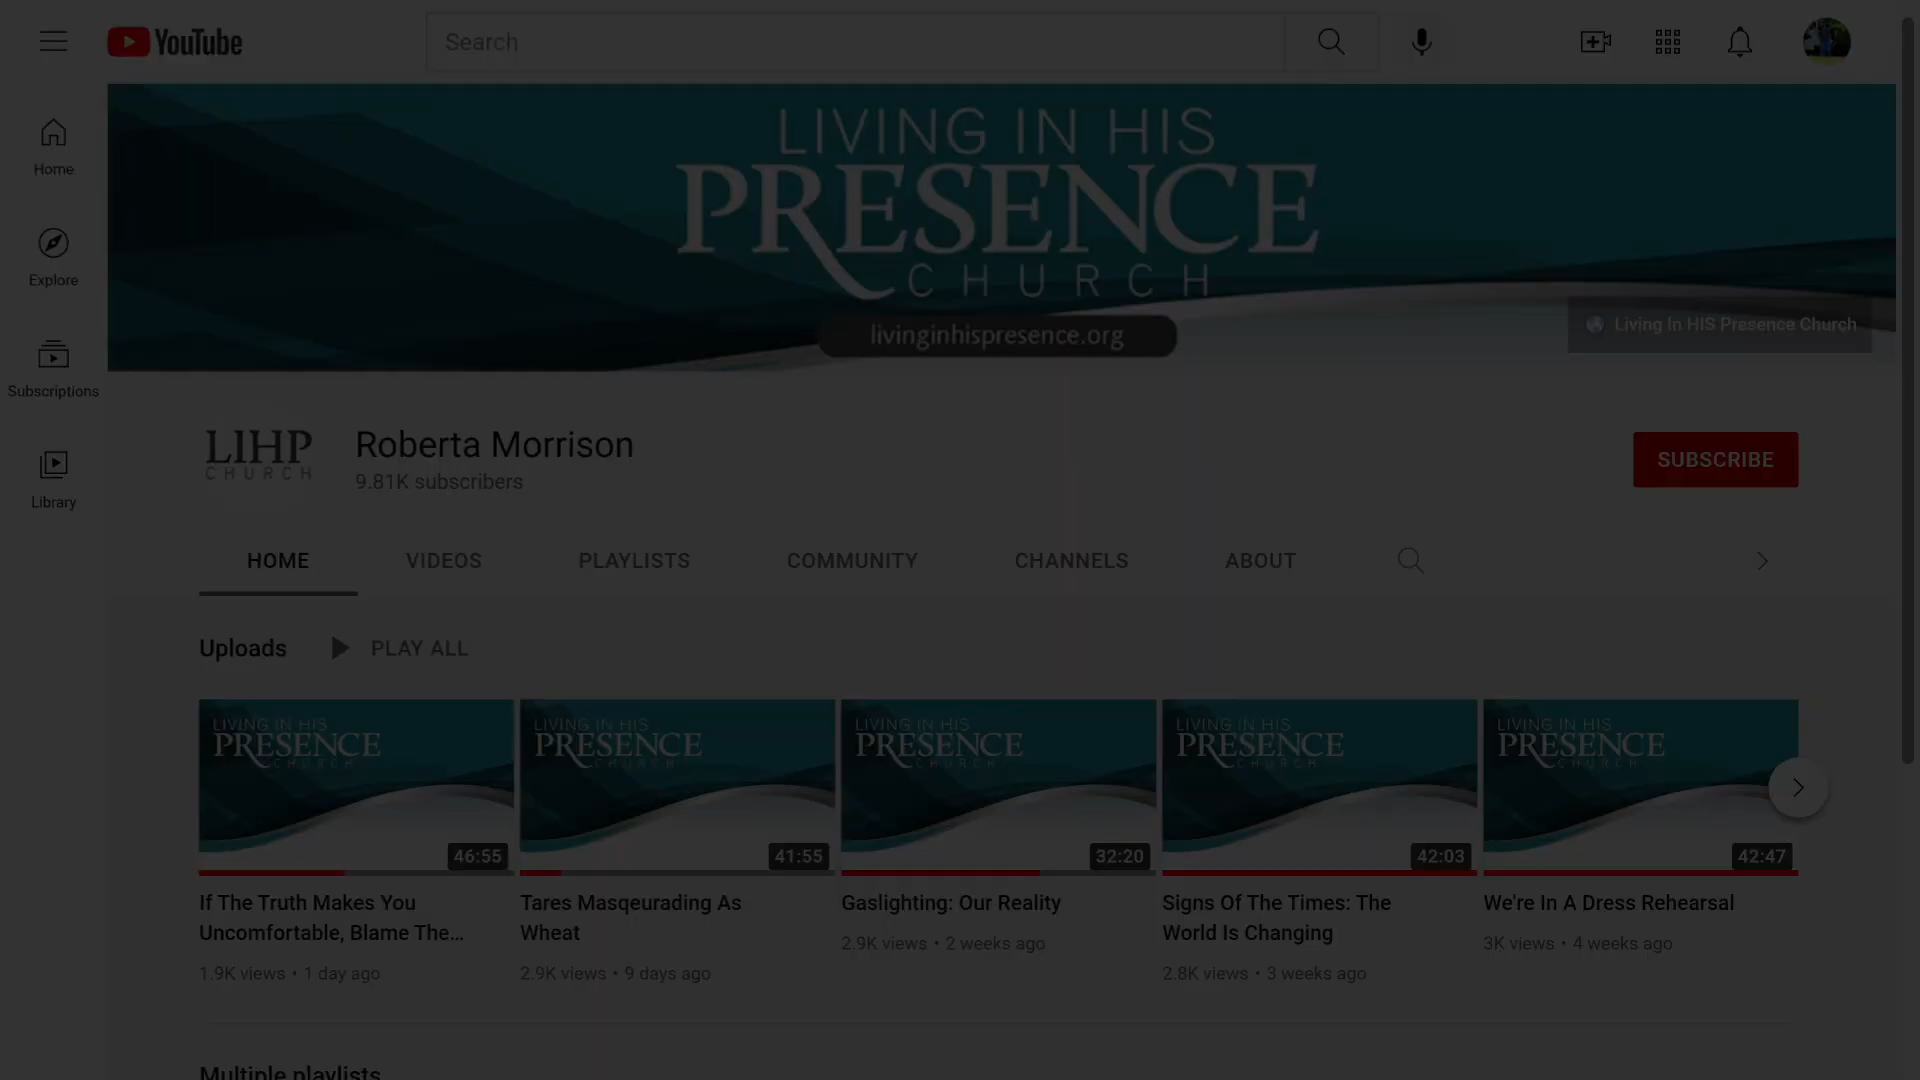 YouTube
Search
Home
Explore
Subscriptions
Library
LIVING IN HIS
PRESENCE
CHURCH
livinginhispresence.org
Living In HIS Presence Church
LIHP
CHURCH
Roberta Morrison
9.81K subscribers
SUBSCRIBE
HOME VIDEOS PLAYLISTS COMMUNITY CHANNELS ABOUT
Uploads PLAY ALL
LIVING IN HIS
PRESENCE
CHURCH
46:55
If The Truth Makes You
Uncomfortable, Blame The...
1.9K views • 1 day ago
LIVING IN HIS
PRESENCE
CHURCH
41:55
Tares Masqeurading As
Wheat
2.9K views • 9 days ago
LIVING IN HIS
PRESENCE
CHURCH
32:20
Gaslighting: Our Reality
2.9K views • 2 weeks ago
LIVING IN HIS
PRESENCE
CHURCH
42:03
Signs Of The Times: The
World Is Changing
2.8K views • 3 weeks ago
LIVING IN HIS
PRESENCE
CHURCH
42:47
We're In A Dress Rehearsal
3K views • 4 weeks ago
Multiple playlists